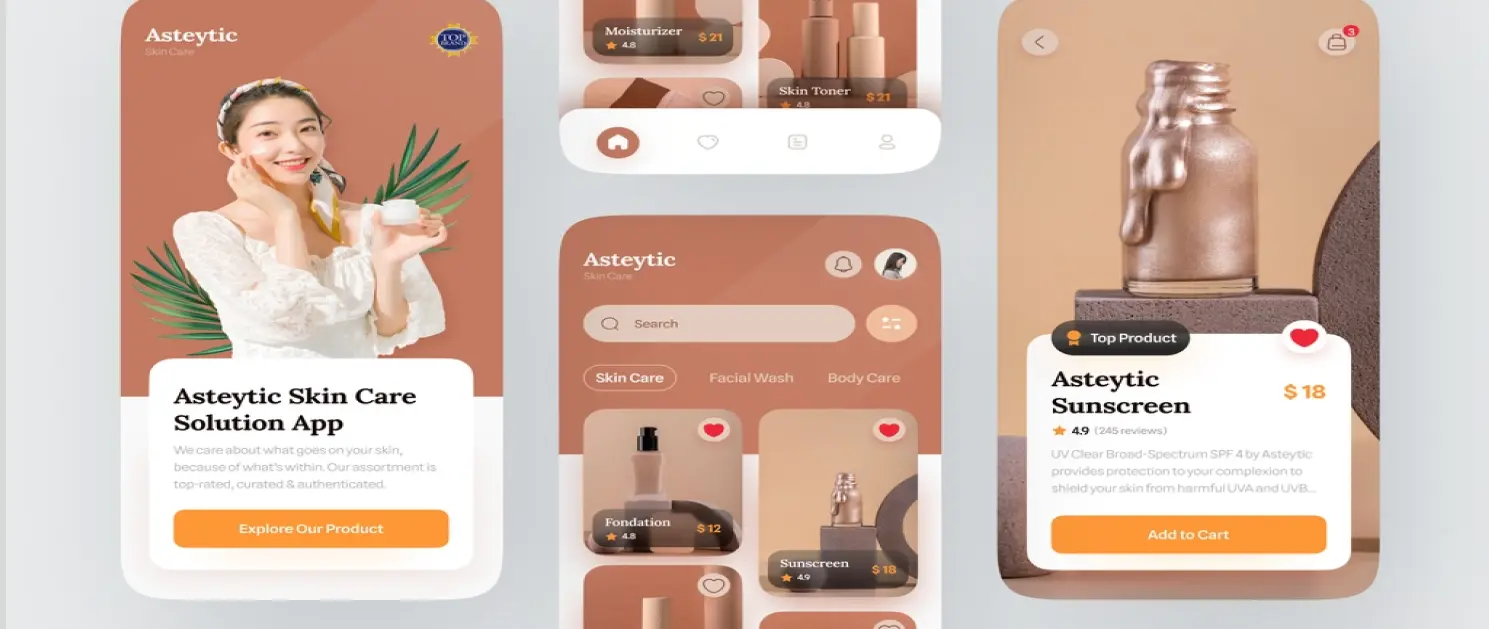 Asteytic
Skin Care
TOP
BRAND
Asteytic Skin Care
Solution App
We care about what goes on your skin,
because of what's within. Our assortment is
top-rated, curated & authenticated.
Explore Our Product
Moisturizer
4.8
$ 21
Skin Toner
4.8
$ 21
Asteytic
Skin Care
Search
Skin Care
Facial Wash
Body Care
Fondation
4.8
$ 12
Sunscreen
4.9
$ 18
3
Top Product
Asteytic
Sunscreen
$ 18
4.9 (245 reviews)
UV Clear Broad-Spectrum SPF 4 by Asteytic
provides protection to your complexion to
shield your skin from harmful UVA and UVB...
Add to Cart